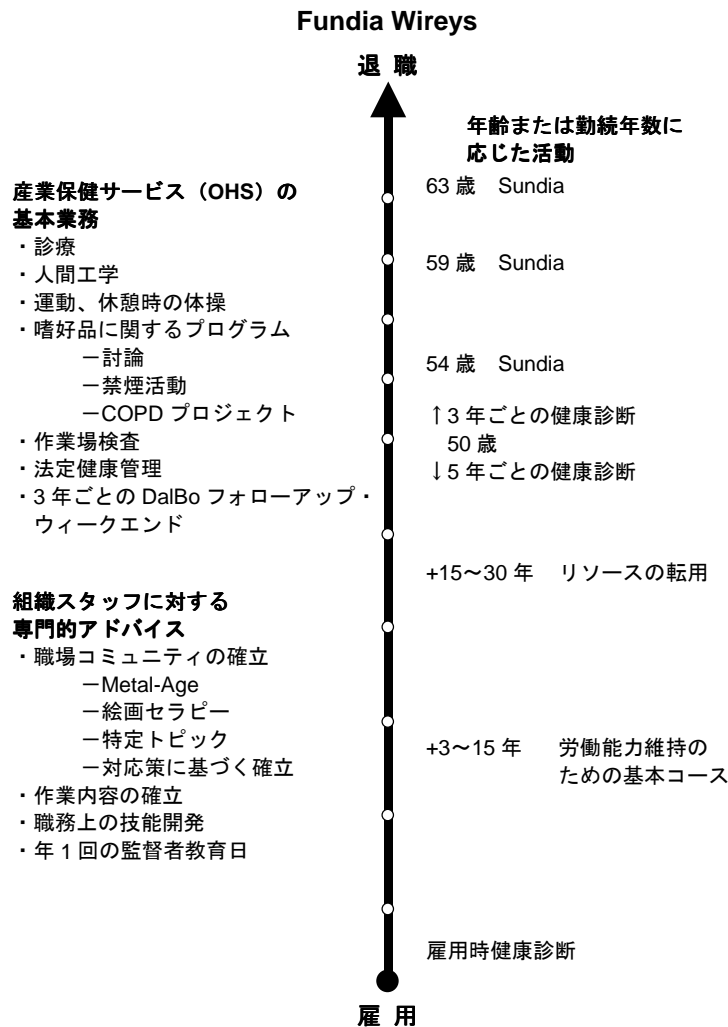 Fundia Wireys
退 職
年齢または勤続年数に
応じた活動
63 歳 Sundia
59 歳 Sundia
54 歳 Sundia
↑3 年ごとの健康診断
50 歳
↓5 年ごとの健康診断
+15～30 年 リソースの転用
+3～15 年 労働能力維持の
ための基本コース
雇用時健康診断
産業保健サービス（OHS）の
基本業務
・診療
・人間工学
・運動、休憩時の体操
・嗜好品に関するプログラム
－討論
－禁煙活動
－COPD プロジェクト
・作業場検査
・法定健康管理
・3 年ごとの DalBo フォローアップ・
ウィークエンド
組織スタッフに対する
専門的アドバイス
・職場コミュニティの確立
－Metal-Age
－絵画セラピー
－特定トピック
－対応策に基づく確立
・作業内容の確立
・職務上の技能開発
・年 1 回の監督者教育日
雇 用